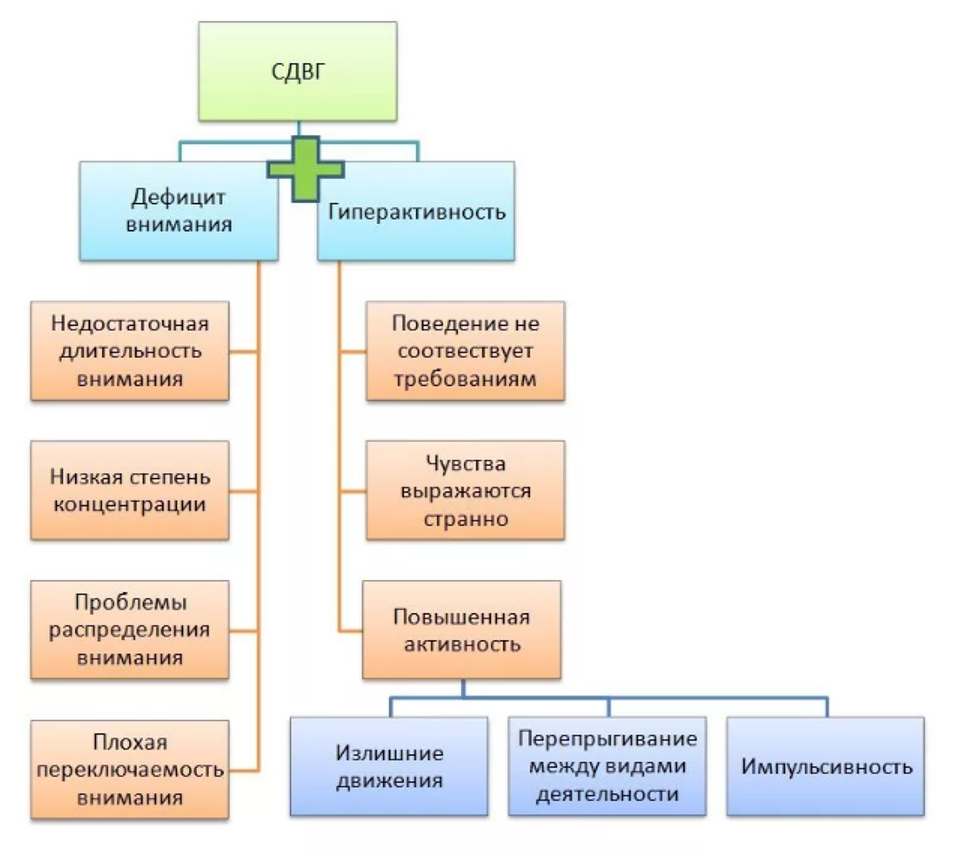 СДВГ
Дефицит
внимания
Гиперактивность
Недостаточная
длительность
внимания
Низкая степень
концентрации
Проблемы
распределения
внимания
Плохая
переключаемость
внимания
Поведение не
соотвествует
требованиям
Чувства
выражаются
странно
Повышенная
активность
Излишние
движения
Перепрыгивание
между видами
деятельности
Импульсивность